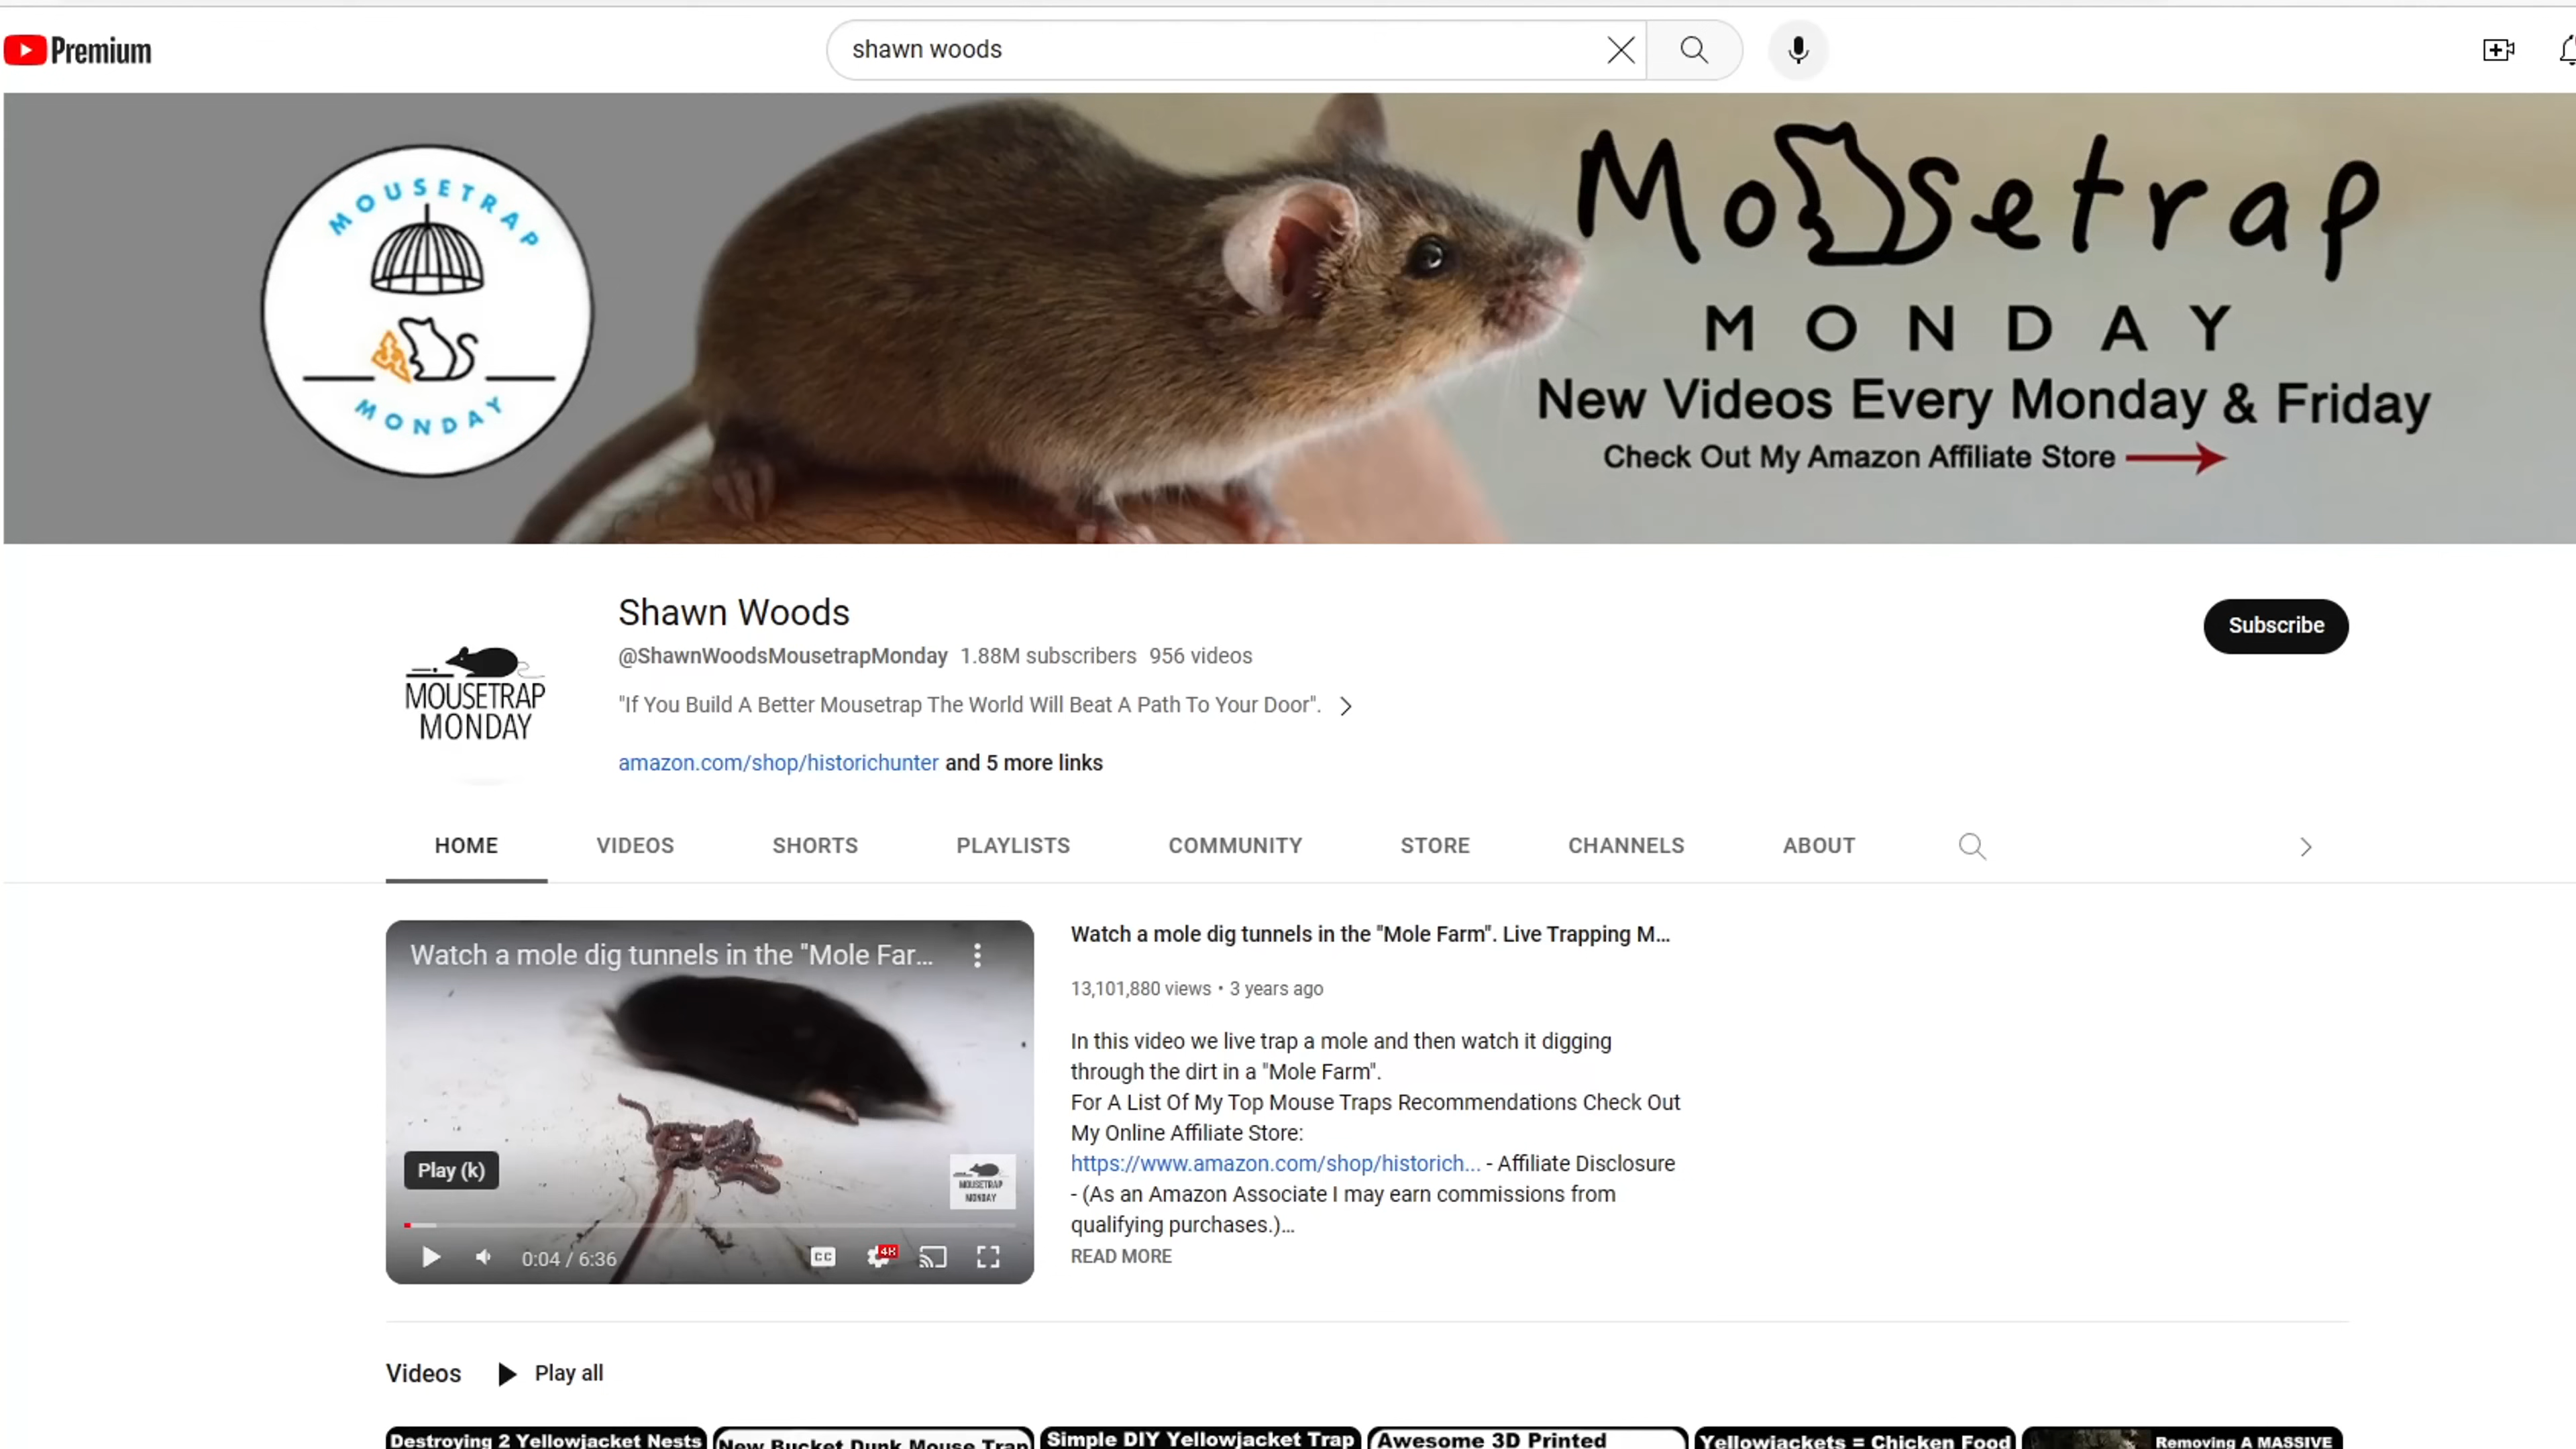 Premium
shawn woods
MOUSETRAP
MONDAY
Mousetrap
MONDAY
New Videos Every Monday & Friday
Check Out My Amazon Affiliate Store
MOUSETRAP
MONDAY
Shawn Woods
@ShawnWoodsMousetrapMonday 1.88M subscribers 956 videos
"If You Build A Better Mousetrap The World Will Beat A Path To Your Door".
amazon.com/shop/historichunter and 5 more links
Subscribe
HOME VIDEOS SHORTS PLAYLISTS COMMUNITY STORE CHANNELS ABOUT
Watch a mole dig tunnels in the "Mole Far...
Play (k)
MOUSETRAP
MONDAY
0:04 / 6:36
CC
4K
Watch a mole dig tunnels in the "Mole Farm". Live Trapping M...
13,101,880 views • 3 years ago
In this video we live trap a mole and then watch it digging
through the dirt in a "Mole Farm".
For A List Of My Top Mouse Traps Recommendations Check Out
My Online Affiliate Store:
https://www.amazon.com/shop/historich... - Affiliate Disclosure
- (As an Amazon Associate I may earn commissions from
qualifying purchases.)...
READ MORE
Videos Play all
Destroying 2 Yellowjacket Nests
New Bucket Dunk Mouse Trap
Simple DIY Yellowjacket Trap
Awesome 3D Printed
Yellowjackets = Chicken Food
Removing A MASSIVE